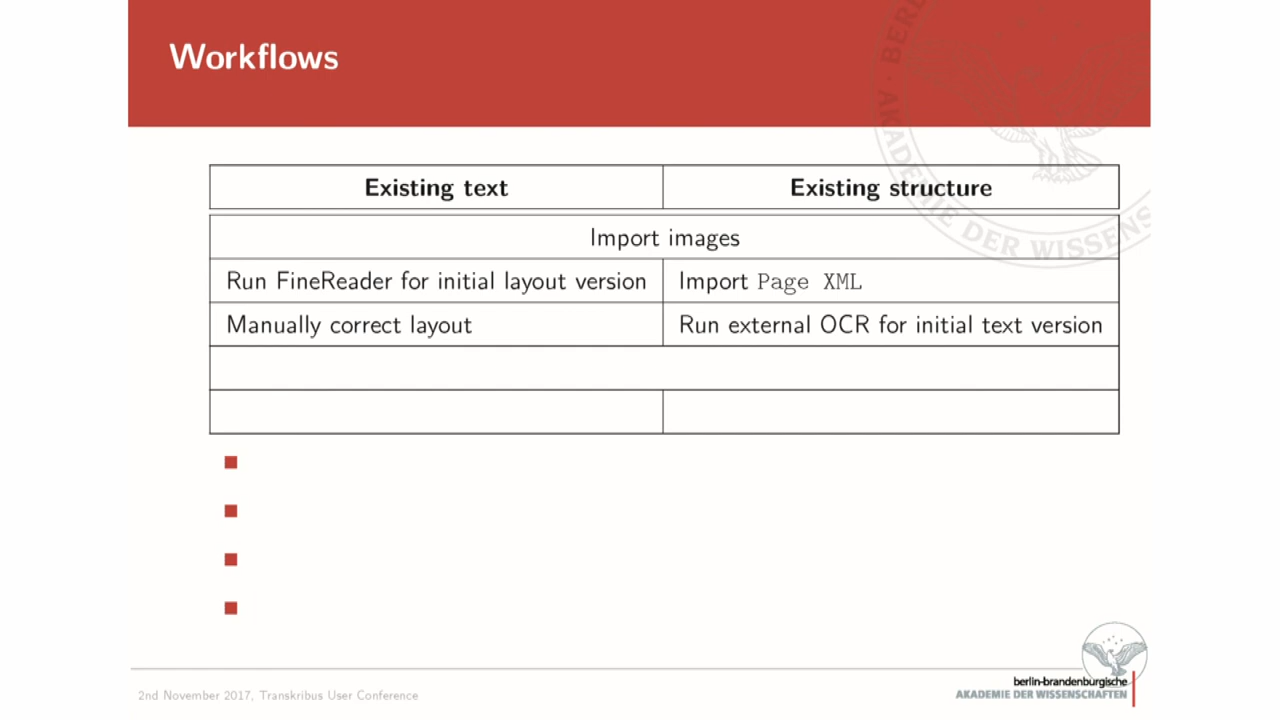 Workflows
Existing text Existing structure
Import images
Run FineReader for initial layout version Import Page XML
Manually correct layout Run external OCR for initial text version
2nd November 2017, Transkribus User Conference
berlin-brandenburgische
AKADEMIE DER WISSENSCHAFTEN